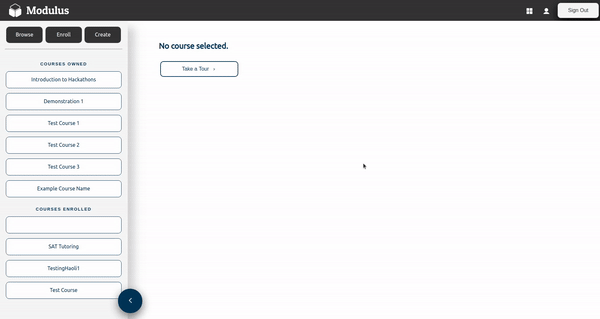 Modulus
Sign Out
Browse
Enroll
Create
COURSES OWNED
Introduction to Hackathons
Demonstration 1
Test Course 1
Test Course 2
Test Course 3
Example Course Name
COURSES ENROLLED
SAT Tutoring
TestingHaoli1
Test Course
No course selected.
Take a Tour